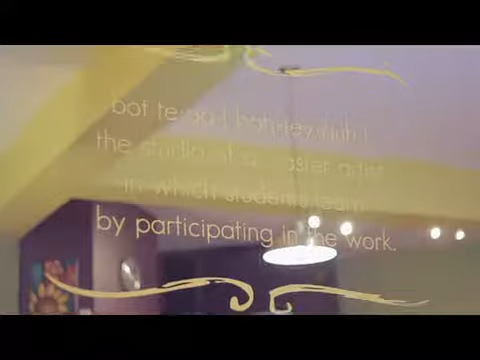 the studio of a master artist
in which students learn
by participating in the work.